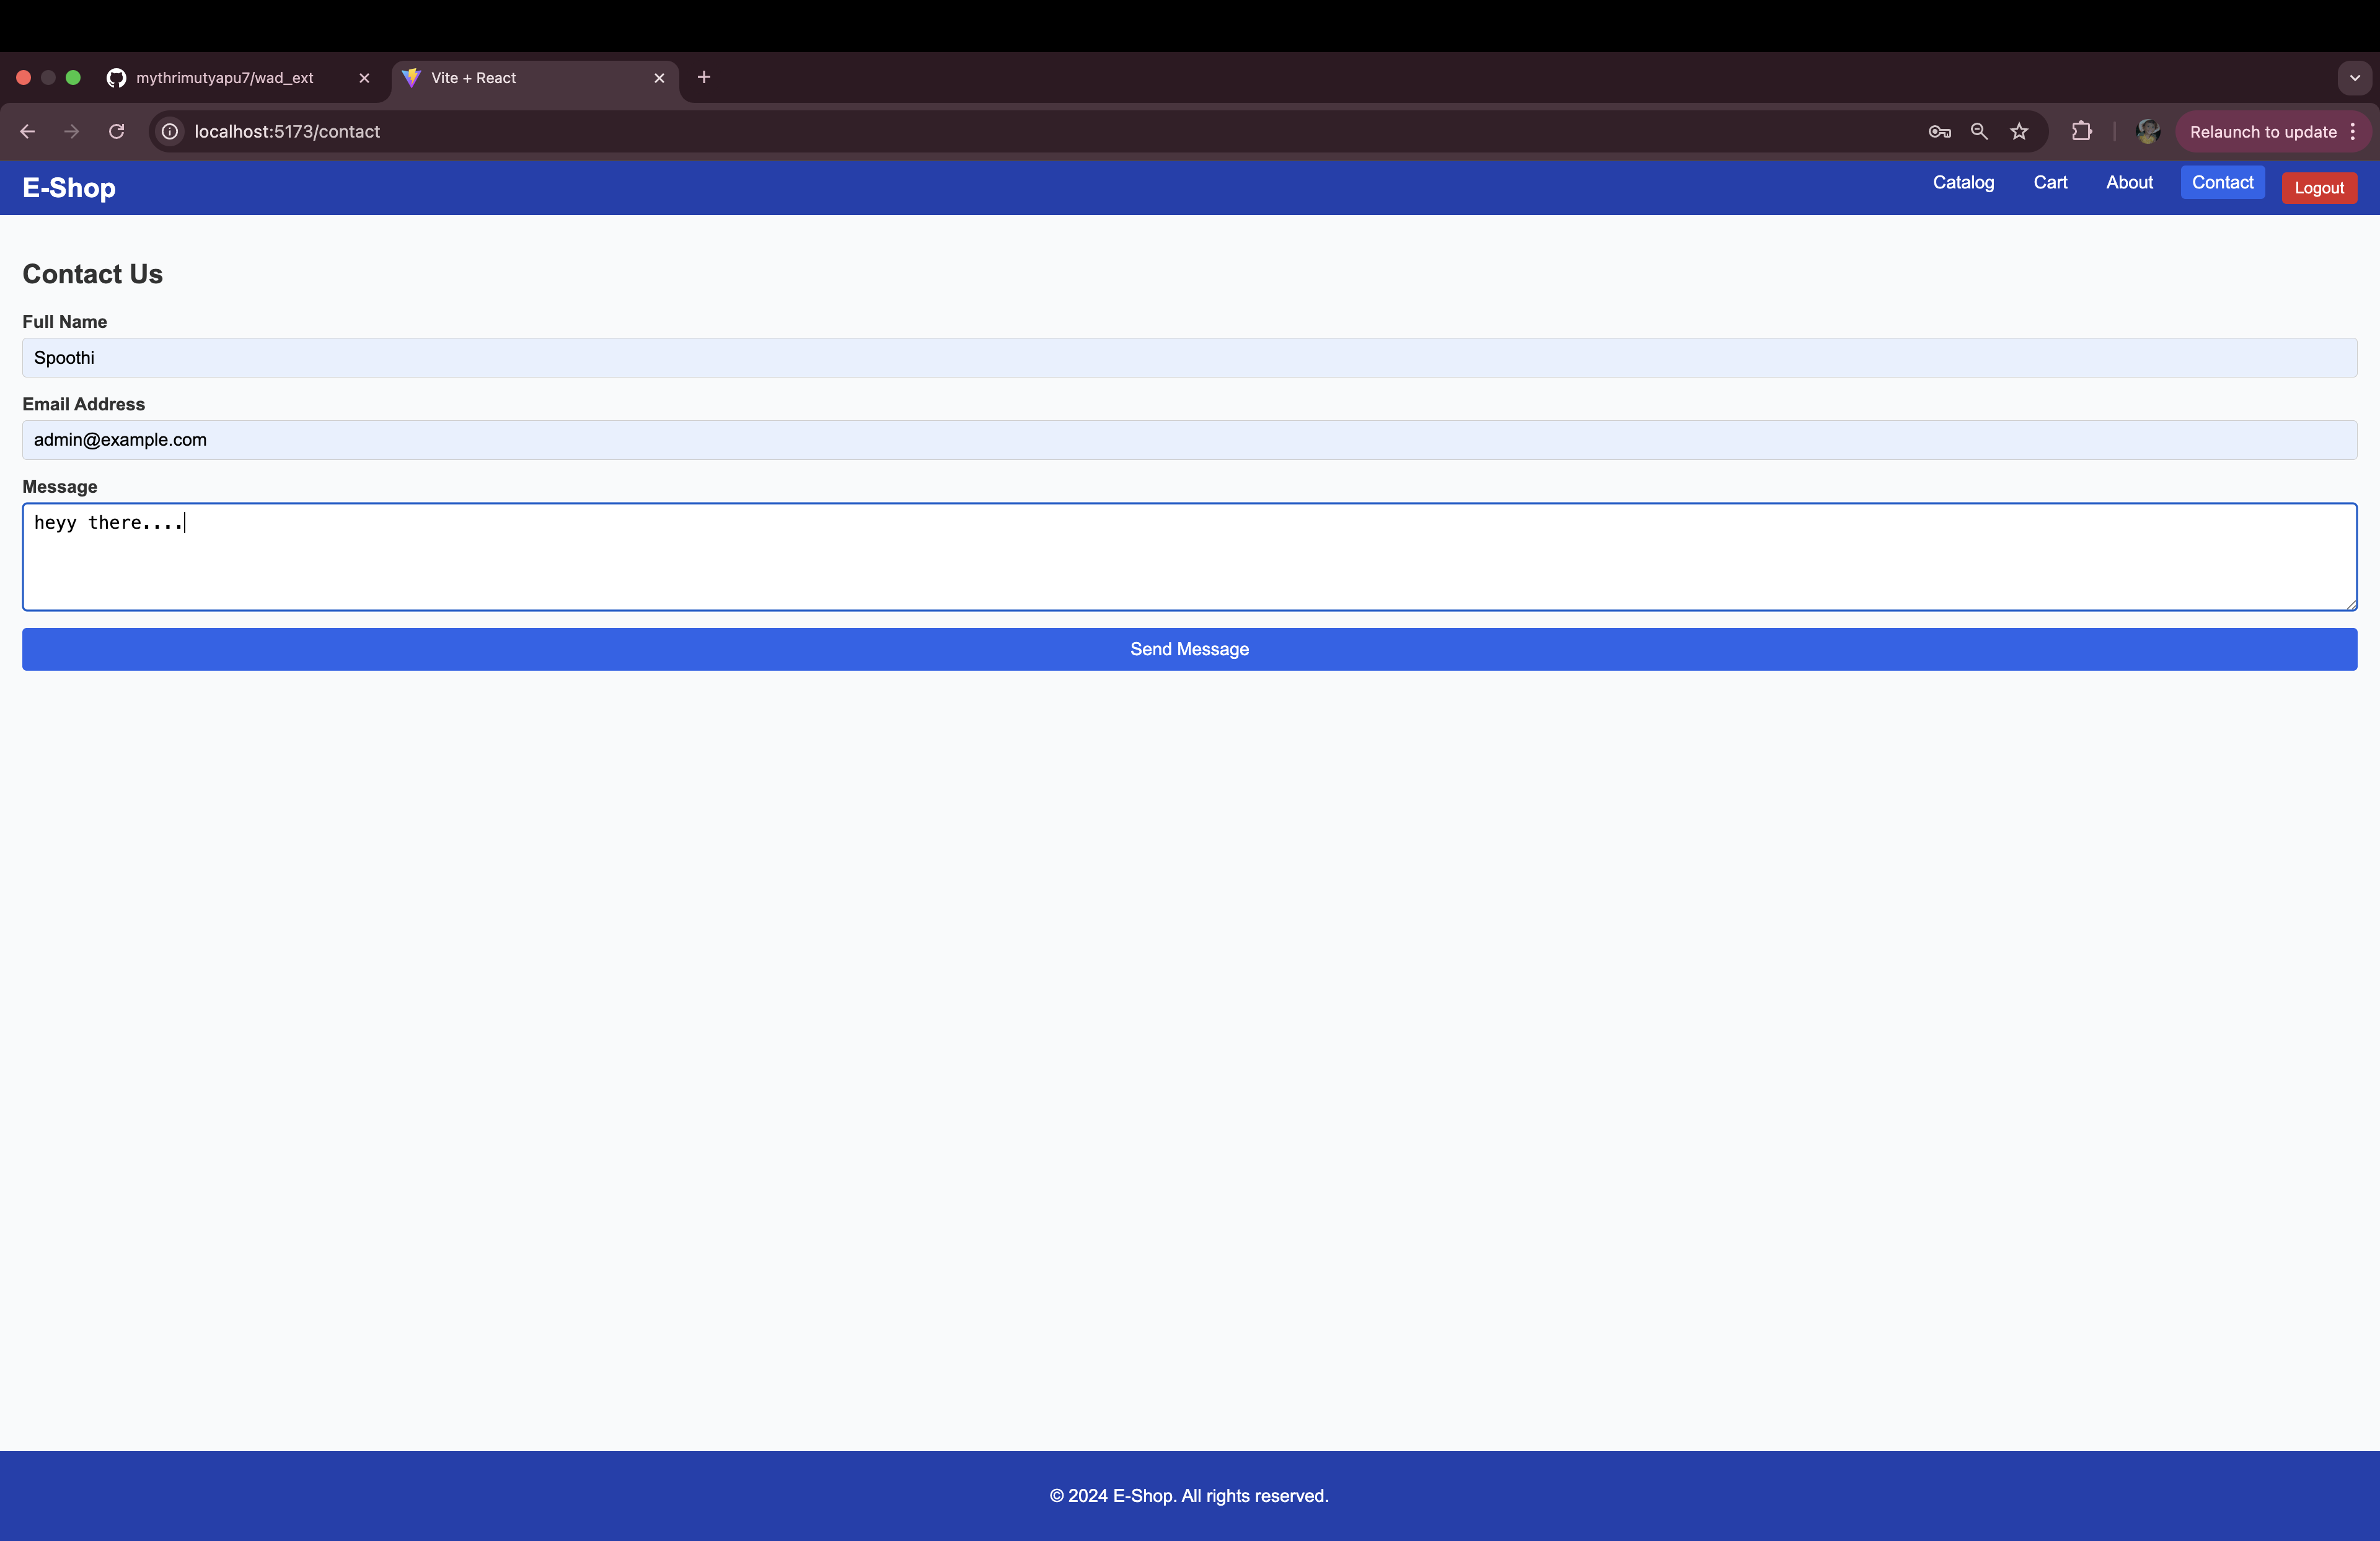 mythrimutyapu7/wad_ext
Vite + React
localhost:5173/contact
Relaunch to update
E-Shop
Catalog
Cart
About
Contact
Logout
Contact Us
Full Name
Spoothi
Email Address
admin@example.com
Message
heyy there....
Send Message
© 2024 E-Shop. All rights reserved.